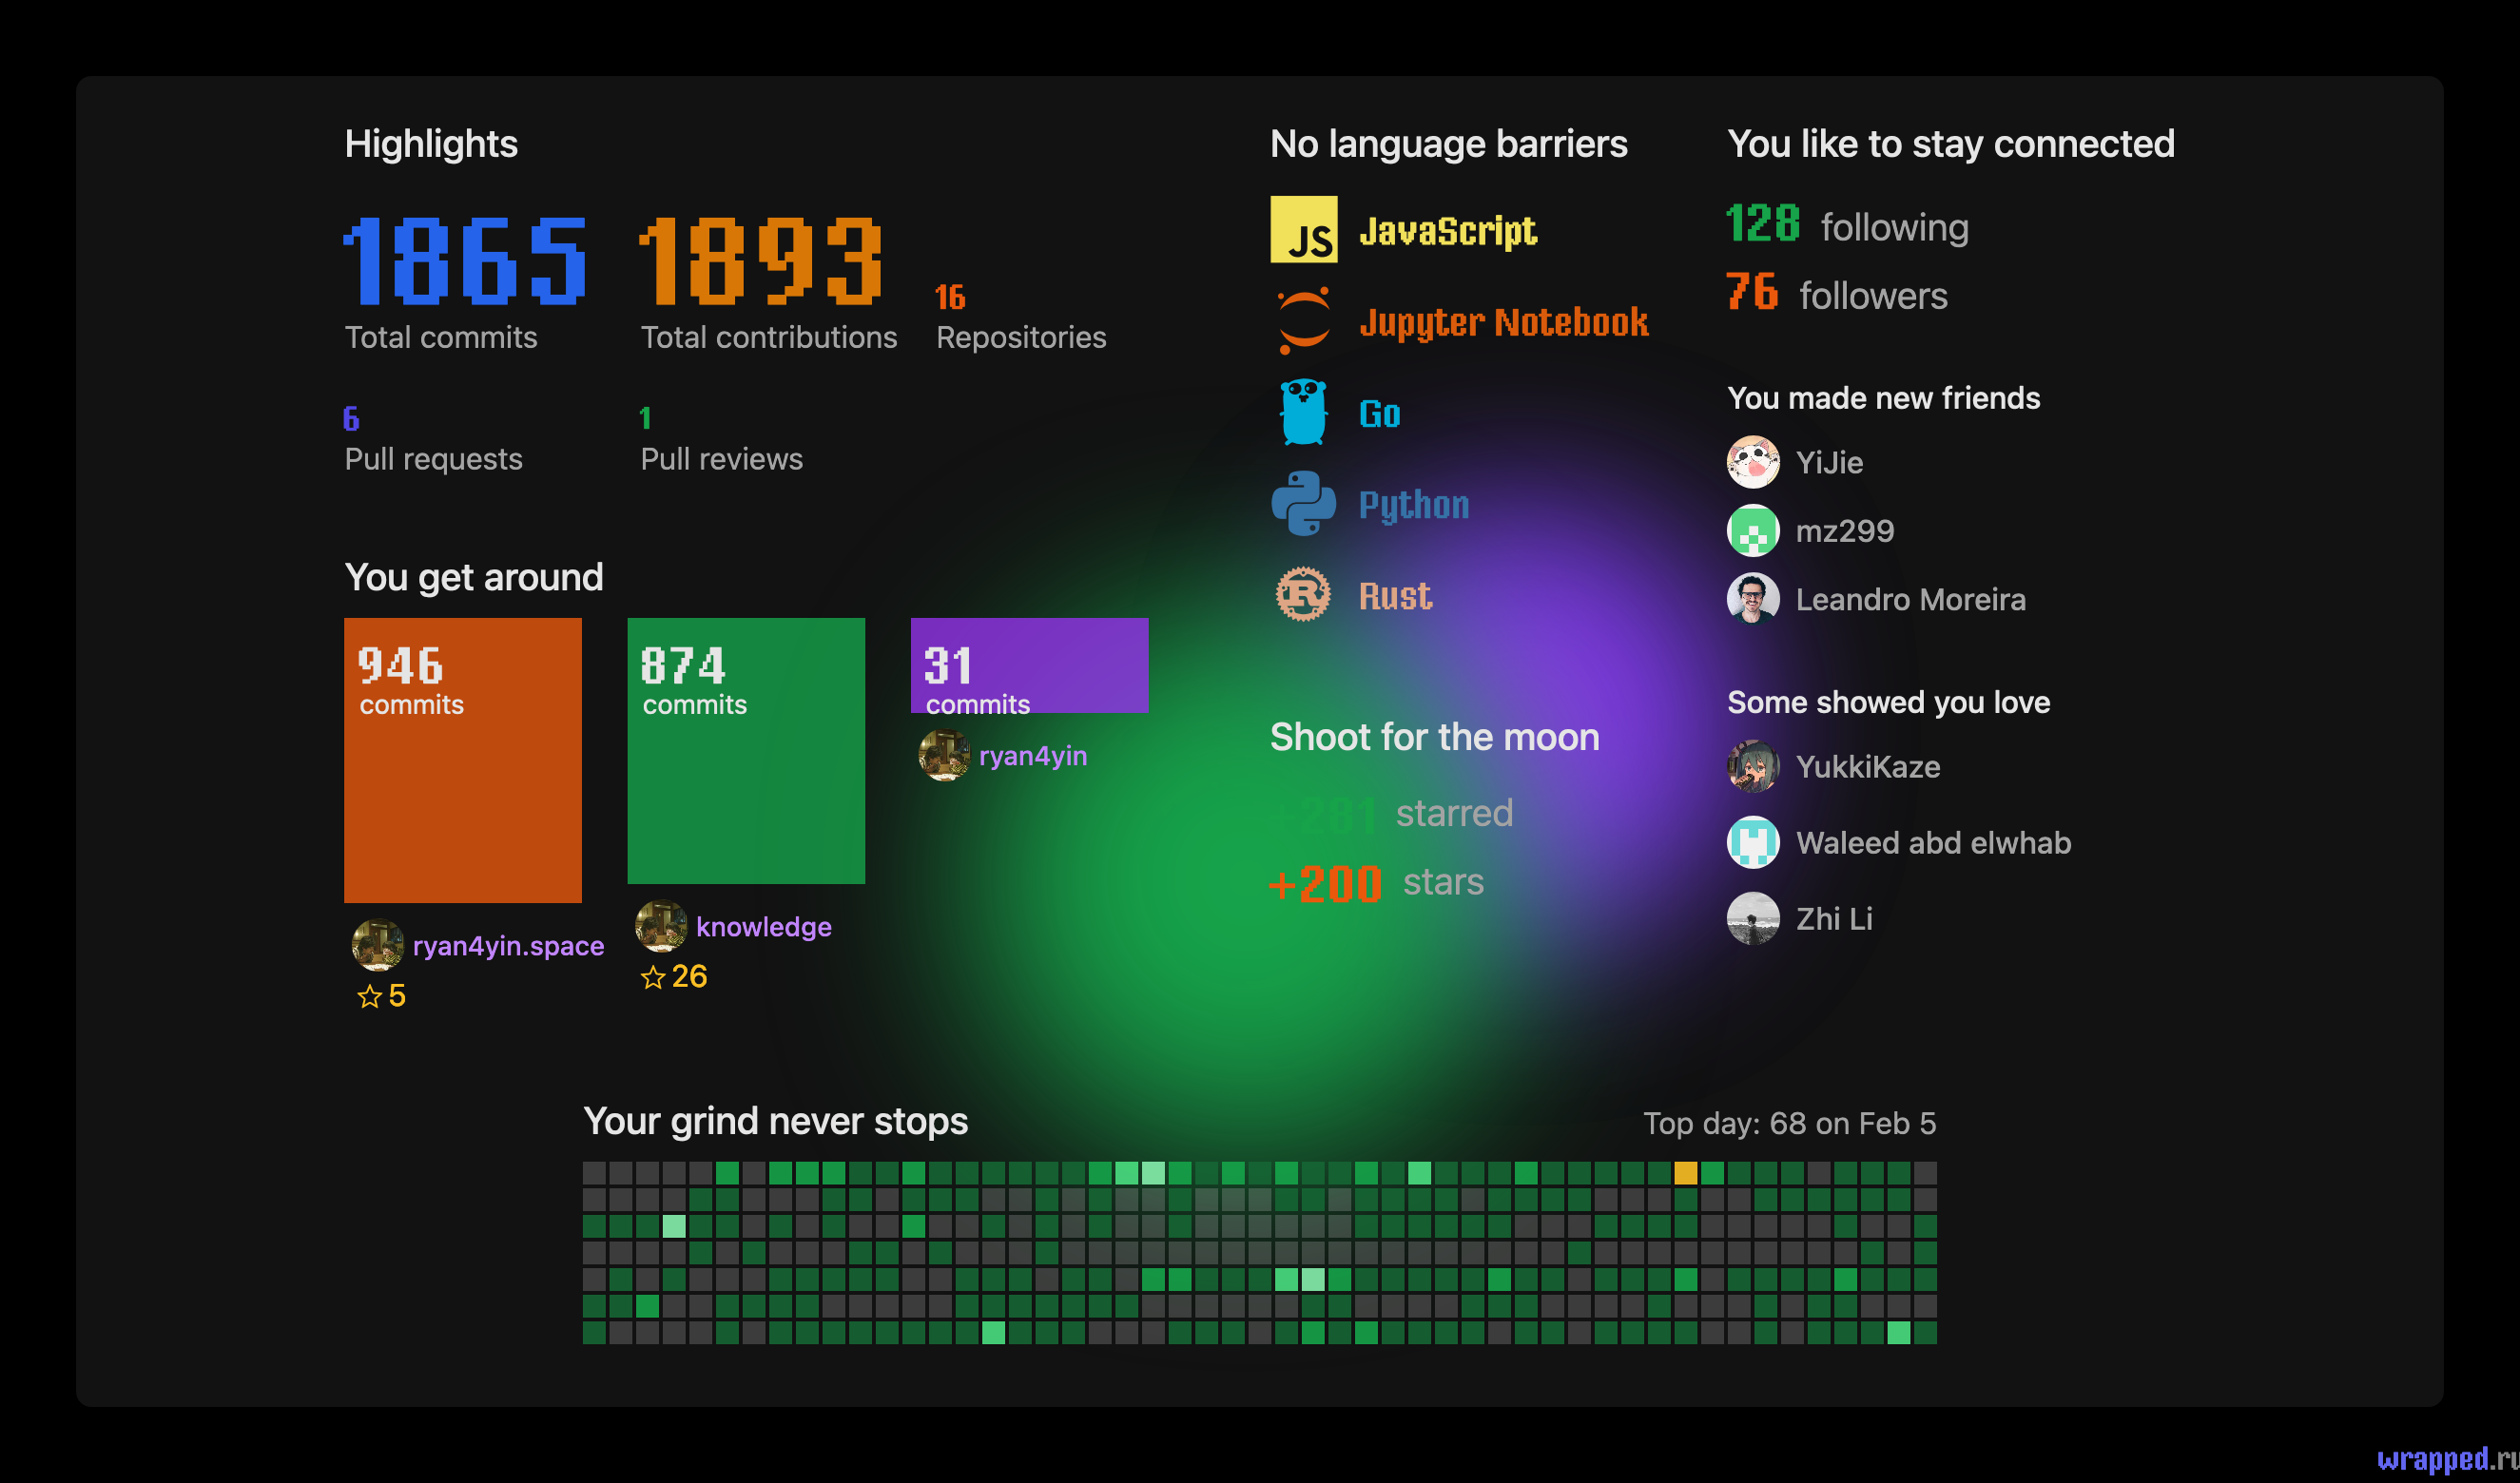 Highlights
1865
Total commits
1893
Total contributions
16
Repositories
6
Pull requests
1
Pull reviews
You get around
946
commits
ryan4yin.space
5
874
commits
knowledge
26
31
commits
ryan4yin
No language barriers
JS
JavaScript
Jupyter Notebook
Go
Python
R
Rust
Shoot for the moon
+281 starred
+200 stars
You like to stay connected
128 following
76 followers
You made new friends
YiJie
mz299
Leandro Moreira
Some showed you love
YukkiKaze
Waleed abd elwhab
Zhi Li
Your grind never stops
Top day: 68 on Feb 5
wrapped.ru